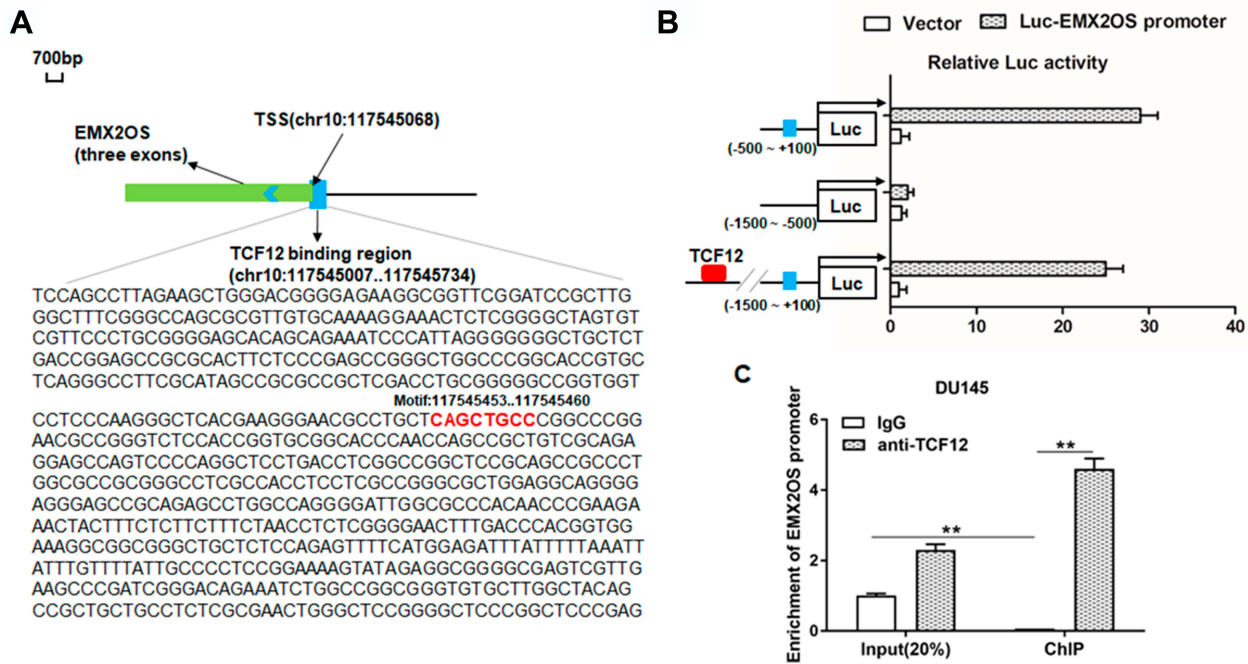 A
700bp
EMX2OS
(three exons)
TSS(chr10:117545068)
TCF12 binding region
(chr10:117545007..117545734)
TCCAGCCTTAGAAGCTGGGACGGGGAGAAGGCGGTTCGGATCCGCTTG
GGCTTTCGGGCCAGCGCGTTGTGCAAAAGGAAACTCTCGGGGCTAGTGT
CGTTCCCTGCGGGGAGCACAGCAGAAATCCCATTAGGGGGGGCTGCTCT
GACCGGAGCCGCGCACTTCTCCCGAGCCGGGCTGGCCCGGCACCGTGC
TCAGGGCCTTCGCATAGCCGCGCCGCTCGACCTGCGGGGGCCGGTGGT
Motif:117545453..117545460
CCTCCCAAGGGCTCACGAAGGGAACGCCTGCTCAGCTGCCCGGCCCGG
AACGCCGGGTCTCCACCGGTGCGGCACCCAACCAGCCGCTGTCGCAGA
GGAGCCAGTCCCCAGGCTCCTGACCTCGGCCGGCTCCGCAGCCGCCCT
GGCGCCGCGGGCCTCGCCACCTCCTCGCCGGGCGCTGGAGGCAGGGG
AGGGAGCCGCAGAGCCTGGCCAGGGGATTGGCGCCCACAACCCGAAGA
AACTACTTTCTCTTCTTTCTAACCTCTCGGGGAACTTTGACCCACGGTGG
AAAGGCGGCGGGCTGCTCTCCAGAGTTTTCATGGAGATTTATTTTTAAATT
ATTTGTTTTATTGCCCCTCCGGAAAAGTATAGAGGCGGGGCGAGTCGTTG
AAGCCCGATCGGGACAGAAATCTGGCCGGCGGGTGTGCTTGGCTACAG
CCGCTGCTGCCTCTCGCGAACTGGGCTCCGGGGCTCCCGGCTCCCGAG
B
Vector
Luc-EMX2OS promoter
Relative Luc activity
Luc
(-500 ~ +100)
Luc
(-1500 ~ -500)
TCF12
Luc
(-1500 ~ +100)
0 10 20 30 40
C
DU145
IgG
anti-TCF12
Enrichment of EMX2OS promoter
6
4
2
0
**
**
Input(20%) ChIP